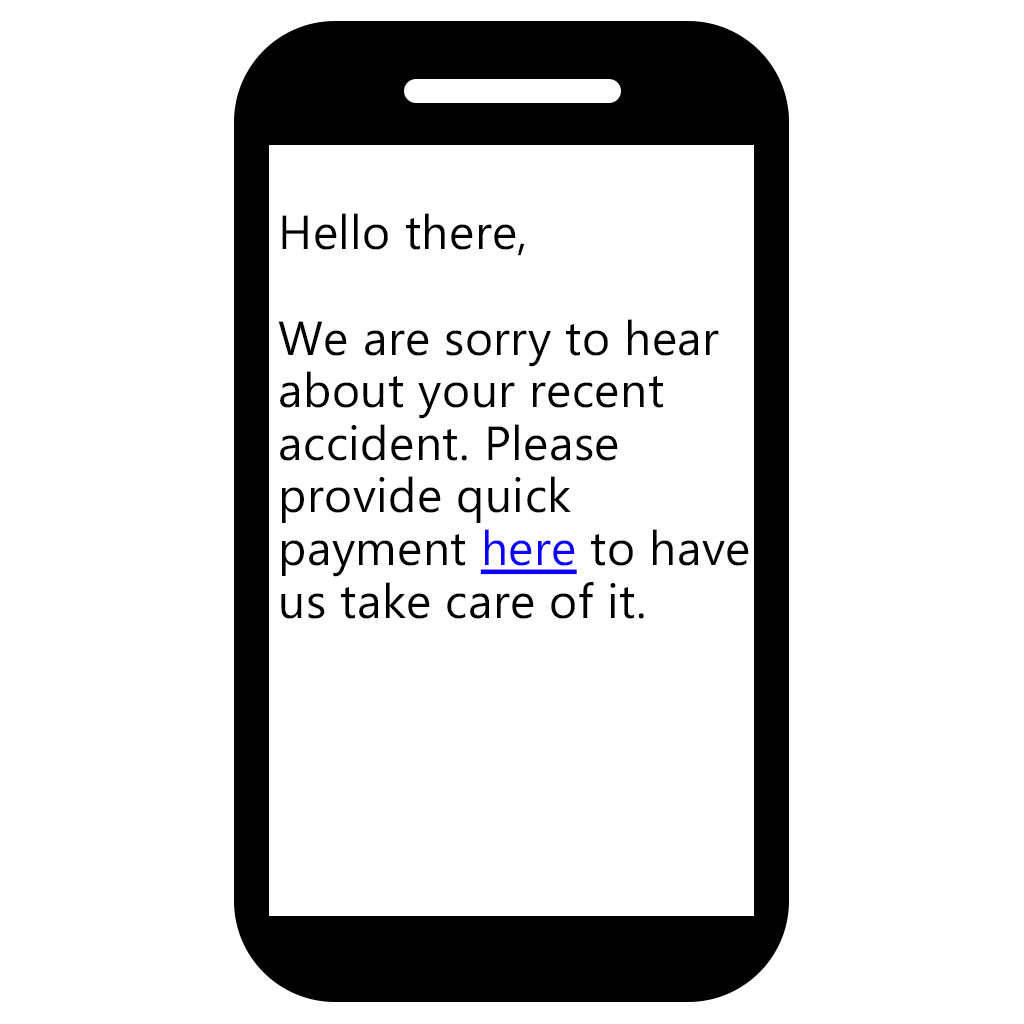 Hello there,
We are sorry to hear
about your recent
accident. Please
provide quick
payment here to have
us take care of it.